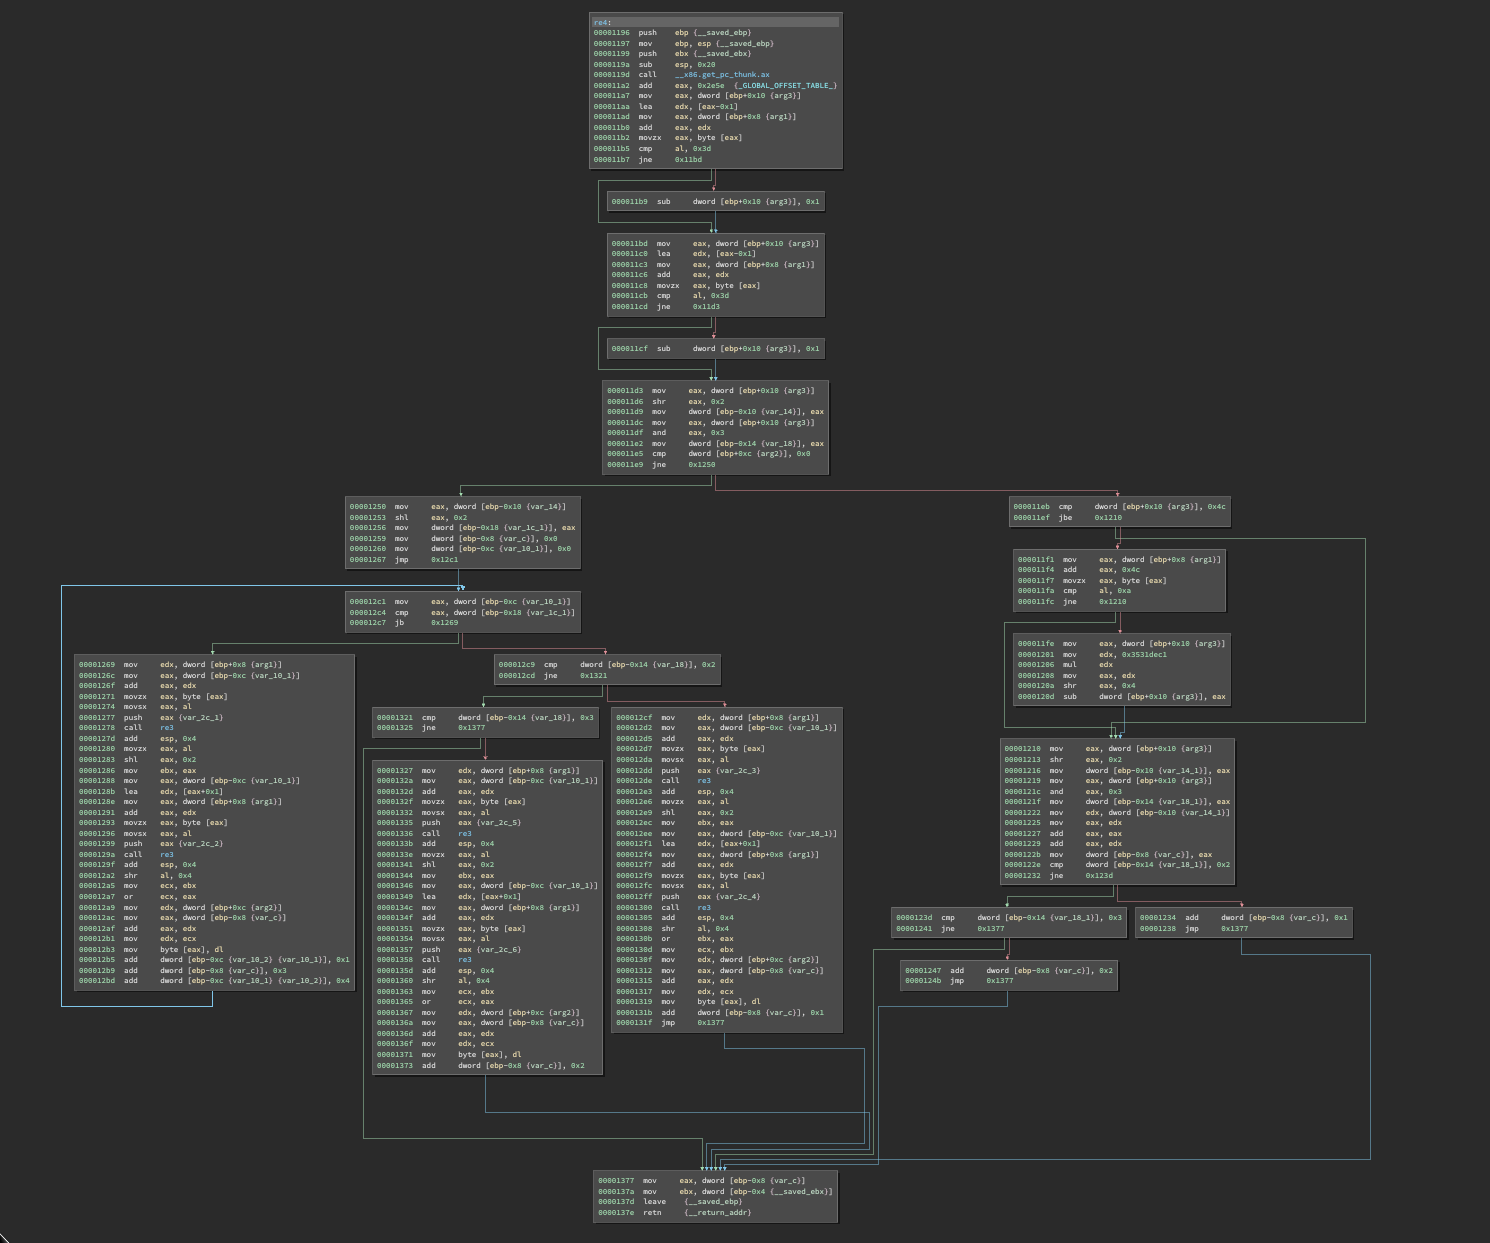 re4:
00001196 push ebp {__saved_ebp}
00001197 mov ebp, esp {__saved_ebp}
00001199 push ebx {__saved_ebx}
0000119a sub esp, 0x20
0000119d call __x86.get_pc_thunk.ax
000011a2 add eax, 0x2e5e {_GLOBAL_OFFSET_TABLE_}
000011a7 mov eax, dword [ebp+0x10 {arg3}]
000011aa lea edx, [eax-0x1]
000011ad mov eax, dword [ebp+0x8 {arg1}]
000011b0 add eax, edx
000011b2 movzx eax, byte [eax]
000011b5 cmp al, 0x3d
000011b7 jne 0x11bd
000011b9 sub dword [ebp+0x10 {arg3}], 0x1
000011bd mov eax, dword [ebp+0x10 {arg3}]
000011c0 lea edx, [eax-0x1]
000011c3 mov eax, dword [ebp+0x8 {arg1}]
000011c6 add eax, edx
000011c8 movzx eax, byte [eax]
000011cb cmp al, 0x3d
000011cd jne 0x11d3
000011cf sub dword [ebp+0x10 {arg3}], 0x1
000011d3 mov eax, dword [ebp+0x10 {arg3}]
000011d6 shr eax, 0x2
000011d9 mov dword [ebp-0x10 {var_14}], eax
000011dc mov eax, dword [ebp+0x10 {arg3}]
000011df and eax, 0x3
000011e2 mov dword [ebp-0x14 {var_18}], eax
000011e5 cmp dword [ebp+0xc {arg2}], 0x0
000011e9 jne 0x1250
00001250 mov eax, dword [ebp-0x10 {var_14}]
00001253 shl eax, 0x2
00001256 mov dword [ebp-0x18 {var_1c_1}], eax
00001259 mov dword [ebp-0x8 {var_c}], 0x0
00001260 mov dword [ebp-0xc {var_10_1}], 0x0
00001267 jmp 0x12c1
000011eb cmp dword [ebp+0x10 {arg3}], 0x4c
000011ef jbe 0x1210
000011f1 mov eax, dword [ebp+0x8 {arg1}]
000011f4 add eax, 0x4c
000011f7 movzx eax, byte [eax]
000011fa cmp al, 0xa
000011fc jne 0x1210
000012c1 mov eax, dword [ebp-0xc {var_10_1}]
000012c4 cmp eax, dword [ebp-0x18 {var_1c_1}]
000012c7 jb 0x1269
000011fe mov eax, dword [ebp+0x10 {arg3}]
00001201 mov edx, 0x3531dec1
00001206 mul edx
00001208 mov eax, edx
0000120a shr eax, 0x4
0000120d sub dword [ebp+0x10 {arg3}], eax
00001269 mov edx, dword [ebp+0x8 {arg1}]
0000126c mov eax, dword [ebp-0xc {var_10_1}]
0000126f add eax, edx
00001271 movzx eax, byte [eax]
00001274 movsx eax, al
00001277 push eax {var_2c_1}
00001278 call re3
0000127d add esp, 0x4
00001280 movzx eax, al
00001283 shl eax, 0x2
00001286 mov ebx, eax
00001288 mov eax, dword [ebp-0xc {var_10_1}]
0000128b lea edx, [eax+0x1]
0000128e mov eax, dword [ebp+0x8 {arg1}]
00001291 add eax, edx
00001293 movzx eax, byte [eax]
00001296 movsx eax, al
00001299 push eax {var_2c_2}
0000129a call re3
0000129f add esp, 0x4
000012a2 shr al, 0x4
000012a5 mov ecx, ebx
000012a7 or ecx, eax
000012a9 mov edx, dword [ebp+0xc {arg2}]
000012ac mov eax, dword [ebp-0x8 {var_c}]
000012af add eax, edx
000012b1 mov edx, ecx
000012b3 mov byte [eax], dl
000012b5 add dword [ebp-0xc {var_10_2} {var_10_1}], 0x1
000012b9 add dword [ebp-0x8 {var_c}], 0x3
000012bd add dword [ebp-0xc {var_10_1} {var_10_2}], 0x4
000012c9 cmp dword [ebp-0x14 {var_18}], 0x2
000012cd jne 0x1321
00001321 cmp dword [ebp-0x14 {var_18}], 0x3
00001325 jne 0x1377
00001327 mov edx, dword [ebp+0x8 {arg1}]
0000132a mov eax, dword [ebp-0xc {var_10_1}]
0000132d add eax, edx
0000132f movzx eax, byte [eax]
00001332 movsx eax, al
00001335 push eax {var_2c_5}
00001336 call re3
0000133b add esp, 0x4
0000133e movzx eax, al
00001341 shl eax, 0x2
00001344 mov ebx, eax
00001346 mov eax, dword [ebp-0xc {var_10_1}]
00001349 lea edx, [eax+0x1]
0000134c mov eax, dword [ebp+0x8 {arg1}]
0000134f add eax, edx
00001351 movzx eax, byte [eax]
00001354 movsx eax, al
00001357 push eax {var_2c_6}
00001358 call re3
0000135d add esp, 0x4
00001360 shr al, 0x4
00001363 mov ecx, ebx
00001365 or ecx, eax
00001367 mov edx, dword [ebp+0xc {arg2}]
0000136a mov eax, dword [ebp-0x8 {var_c}]
0000136d add eax, edx
0000136f mov edx, ecx
00001371 mov byte [eax], dl
00001373 add dword [ebp-0x8 {var_c}], 0x2
000012cf mov edx, dword [ebp+0x8 {arg1}]
000012d2 mov eax, dword [ebp-0xc {var_10_1}]
000012d5 add eax, edx
000012d7 movzx eax, byte [eax]
000012da movsx eax, al
000012dd push eax {var_2c_3}
000012de call re3
000012e3 add esp, 0x4
000012e6 movzx eax, al
000012e9 shl eax, 0x2
000012ec mov ebx, eax
000012ee mov eax, dword [ebp-0xc {var_10_1}]
000012f1 lea edx, [eax+0x1]
000012f4 mov eax, dword [ebp+0x8 {arg1}]
000012f7 add eax, edx
000012f9 movzx eax, byte [eax]
000012fc movsx eax, al
000012ff push eax {var_2c_4}
00001300 call re3
00001305 add esp, 0x4
00001308 shr al, 0x4
0000130b or ebx, eax
0000130d mov ecx, ebx
0000130f mov edx, dword [ebp+0xc {arg2}]
00001312 mov eax, dword [ebp-0x8 {var_c}]
00001315 add eax, edx
00001317 mov edx, ecx
00001319 mov byte [eax], dl
0000131b add dword [ebp-0x8 {var_c}], 0x1
0000131f jmp 0x1377
00001210 mov eax, dword [ebp+0x10 {arg3}]
00001213 shr eax, 0x2
00001216 mov dword [ebp-0x10 {var_14_1}], eax
00001219 mov eax, dword [ebp+0x10 {arg3}]
0000121c and eax, 0x3
0000121f mov dword [ebp-0x14 {var_18_1}], eax
00001222 mov edx, dword [ebp-0x10 {var_14_1}]
00001225 mov eax, edx
00001227 add eax, eax
00001229 add eax, edx
0000122b mov dword [ebp-0x8 {var_c}], eax
0000122e cmp dword [ebp-0x14 {var_18_1}], 0x2
00001232 jne 0x123d
0000123d cmp dword [ebp-0x14 {var_18_1}], 0x3
00001241 jne 0x1377
00001234 add dword [ebp-0x8 {var_c}], 0x1
00001238 jmp 0x1377
00001247 add dword [ebp-0x8 {var_c}], 0x2
0000124b jmp 0x1377
00001377 mov eax, dword [ebp-0x8 {var_c}]
0000137a mov ebx, dword [ebp-0x4 {__saved_ebx}]
0000137d leave {__saved_ebp}
0000137e retn {__return_addr}